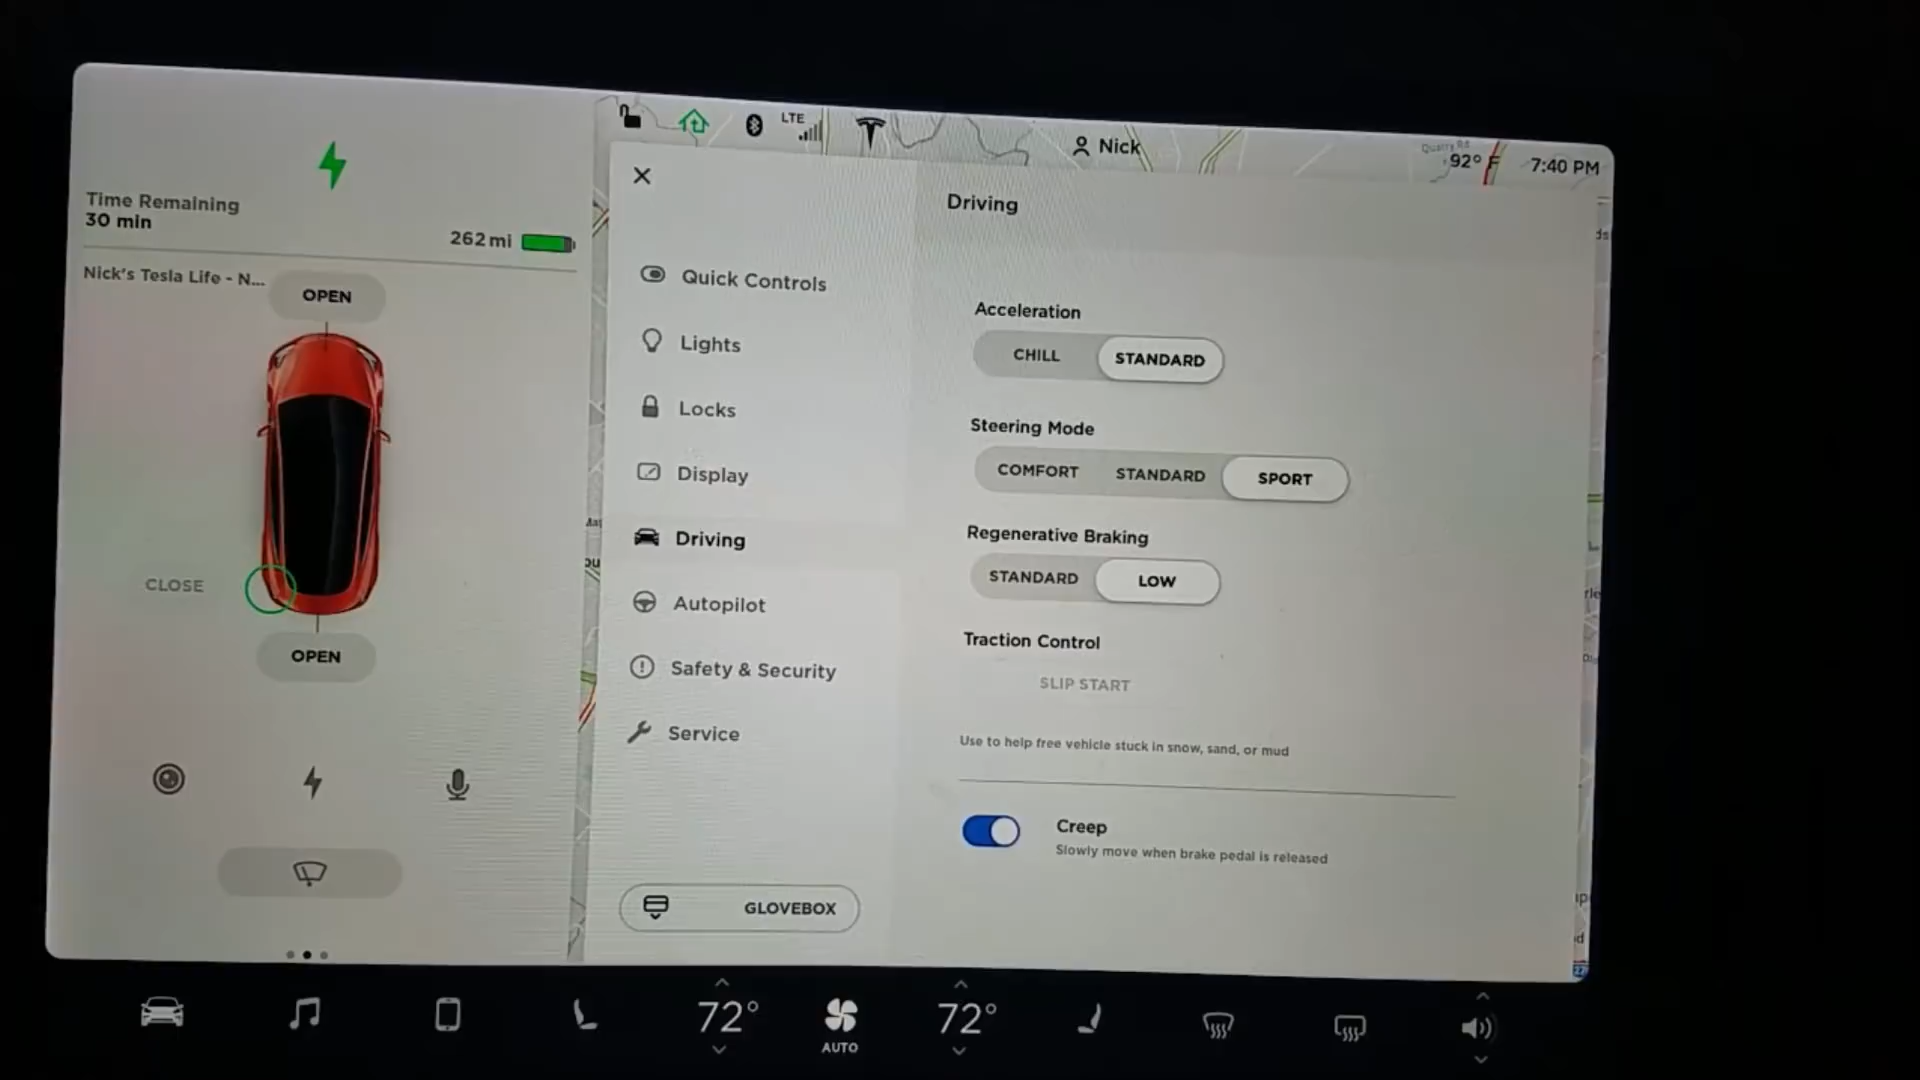 LTE
Nick
Quarry Rd
92° F
7:40 PM
Time Remaining
30 min
262 mi
Nick's Tesla Life - N...
OPEN
CLOSE
OPEN
Quick Controls
Lights
Locks
Display
Driving
Autopilot
Safety & Security
Service
GLOVEBOX
Driving
Acceleration
CHILL STANDARD
Steering Mode
COMFORT STANDARD SPORT
Regenerative Braking
STANDARD LOW
Traction Control
SLIP START
Use to help free vehicle stuck in snow, sand, or mud
Creep
Slowly move when brake pedal is released
72°
AUTO
72°